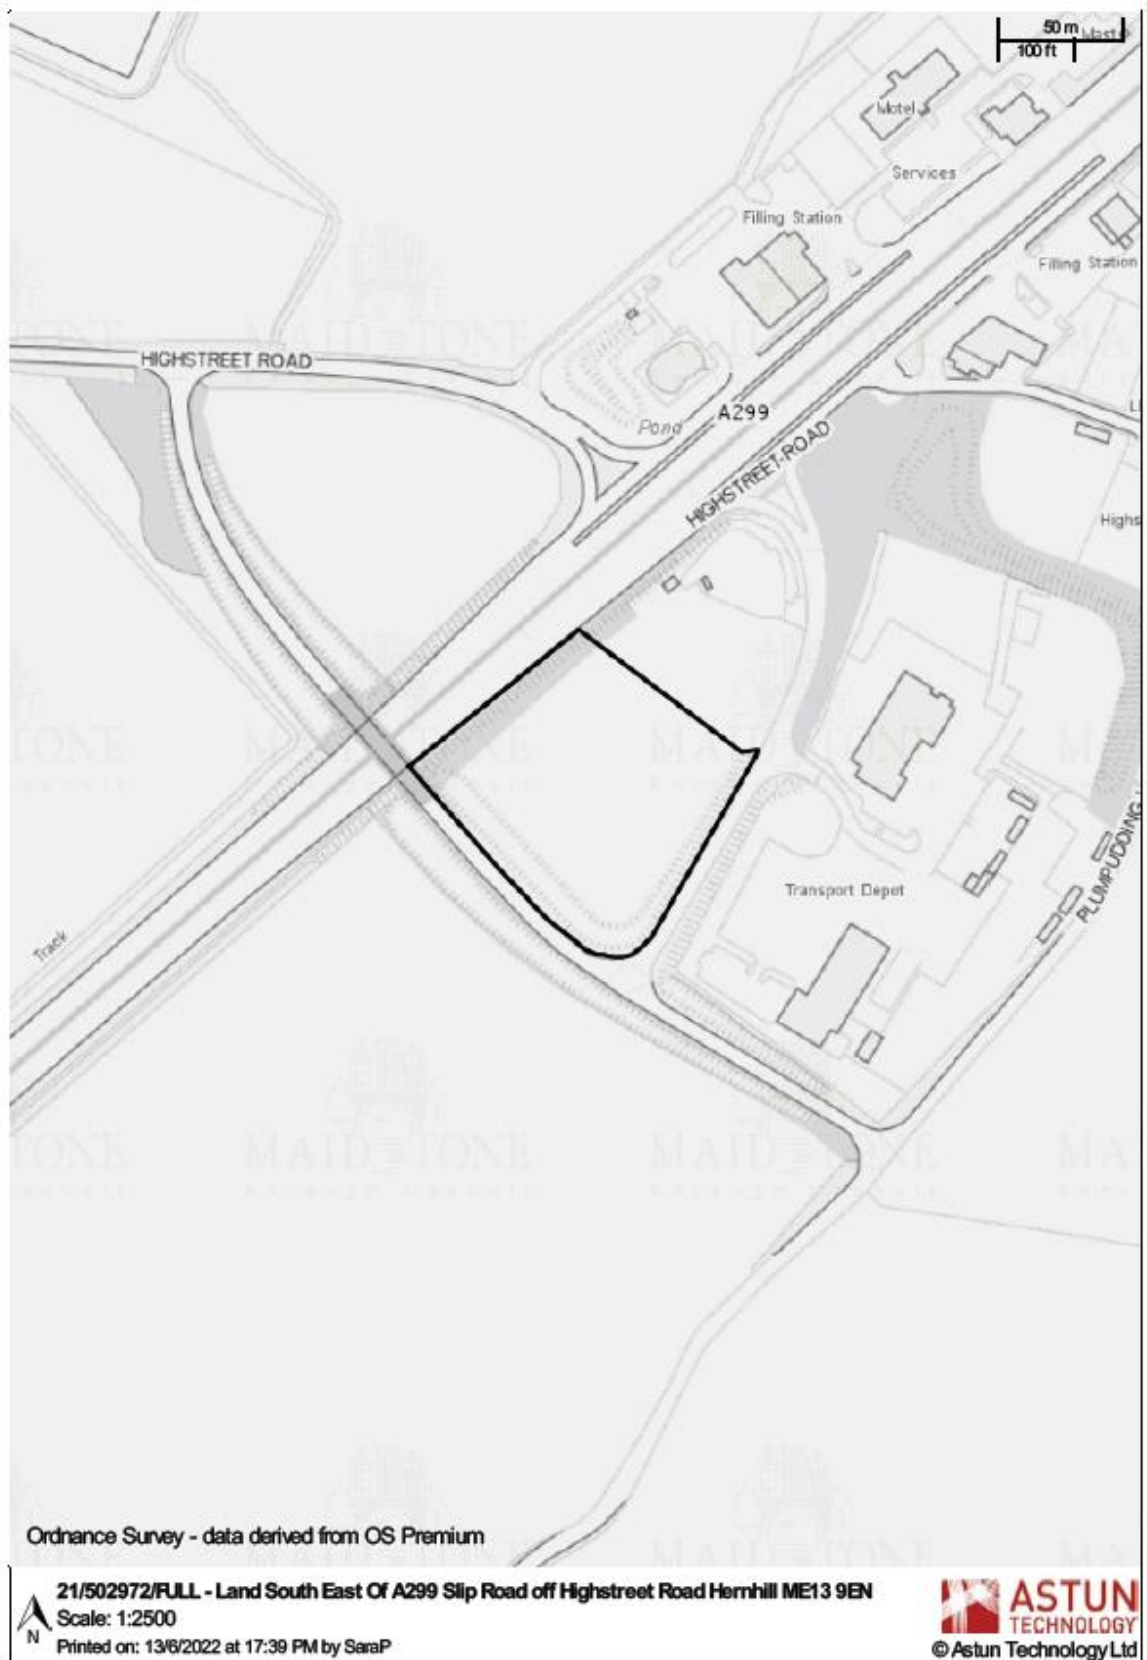 50 m
Mast
100 ft
Motel
Services
Filling Station
Filling Station
HIGHSTREET ROAD
A299
Pond
HIGHSTREET ROAD
Highs
PLUMPUDDING
Transport Depot
Track
MAIDSTONE
Ordnance Survey - data derived from OS Premium
21/502972/FULL - Land South East Of A299 Slip Road off Highstreet Road Hernhill ME13 9EN
Scale: 1:2500
N
Printed on: 13/6/2022 at 17:39 PM by SaraP
ASTUN
TECHNOLOGY
© Astun Technology Ltd